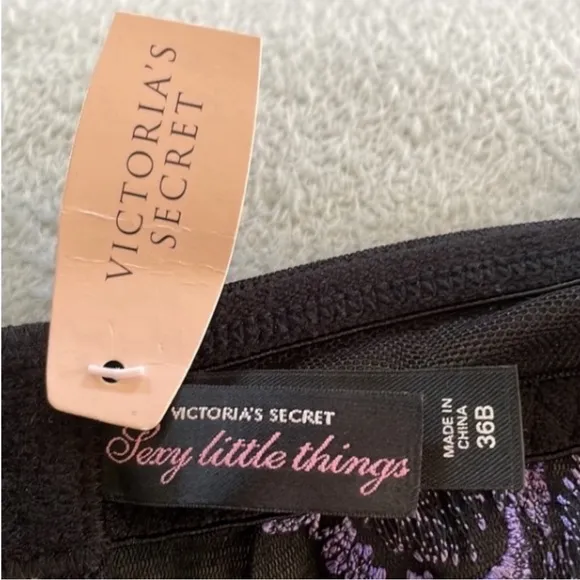 VICTORIA'S
SECRET
VICTORIA'S SECRET
Sexy little things
MADE IN
CHINA
36B